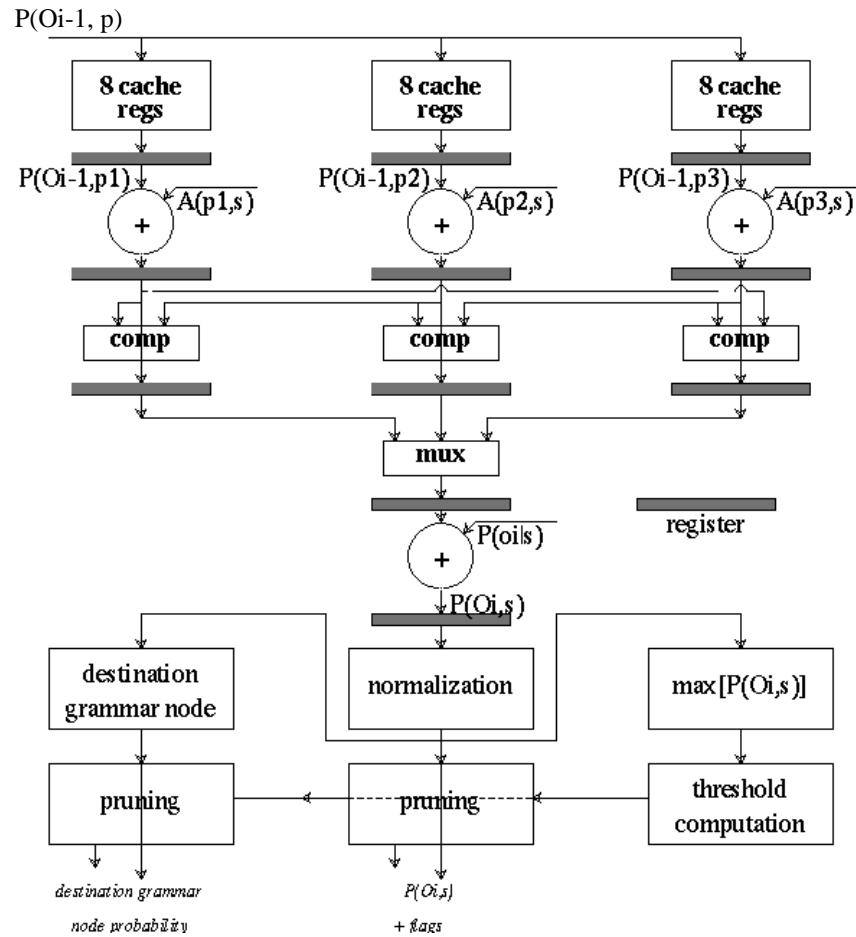 P(Oi-1, p)
8 cache
regs
8 cache
regs
8 cache
regs
P(Oi-1,p1)
A(p1,s)
P(Oi-1,p2)
A(p2,s)
P(Oi-1,p3)
A(p3,s)
+
+
+
comp
comp
comp
mux
register
P(oi|s)
+
P(Oi,s)
destination
grammar node
normalization
max[P(Oi,s)]
pruning
pruning
threshold
computation
destination grammar
node probability
P(Oi,s)
+ flags